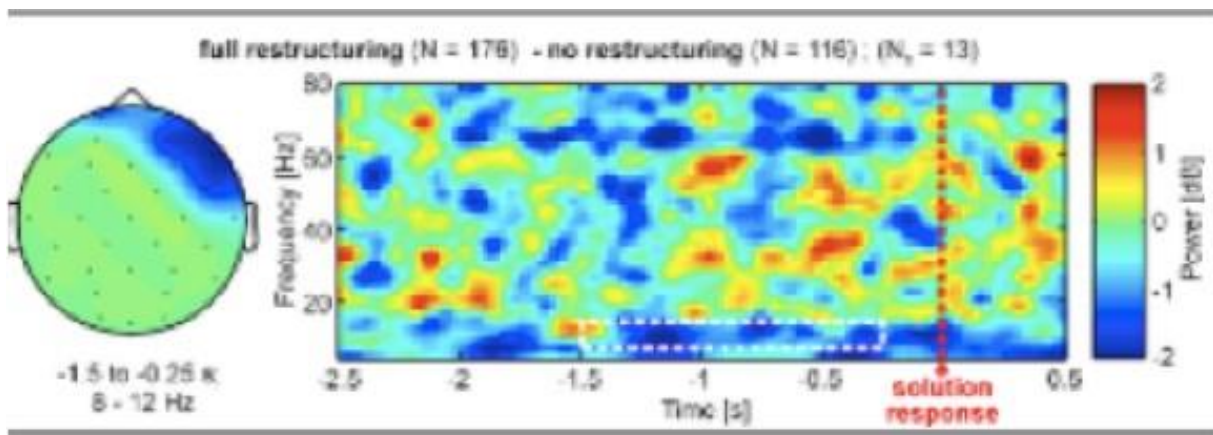 full restructuring (N = 176) - no restructuring (N = 116) ; (Ns = 13)
80
60
40
20
Frequency [Hz]
-2.5
-2
-1.5
-1
-0.5
0.5
Time [s]
solution
response
2
1
0
-1
-2
Power [dB]
-1.5 to -0.25 s:
8 - 12 Hz